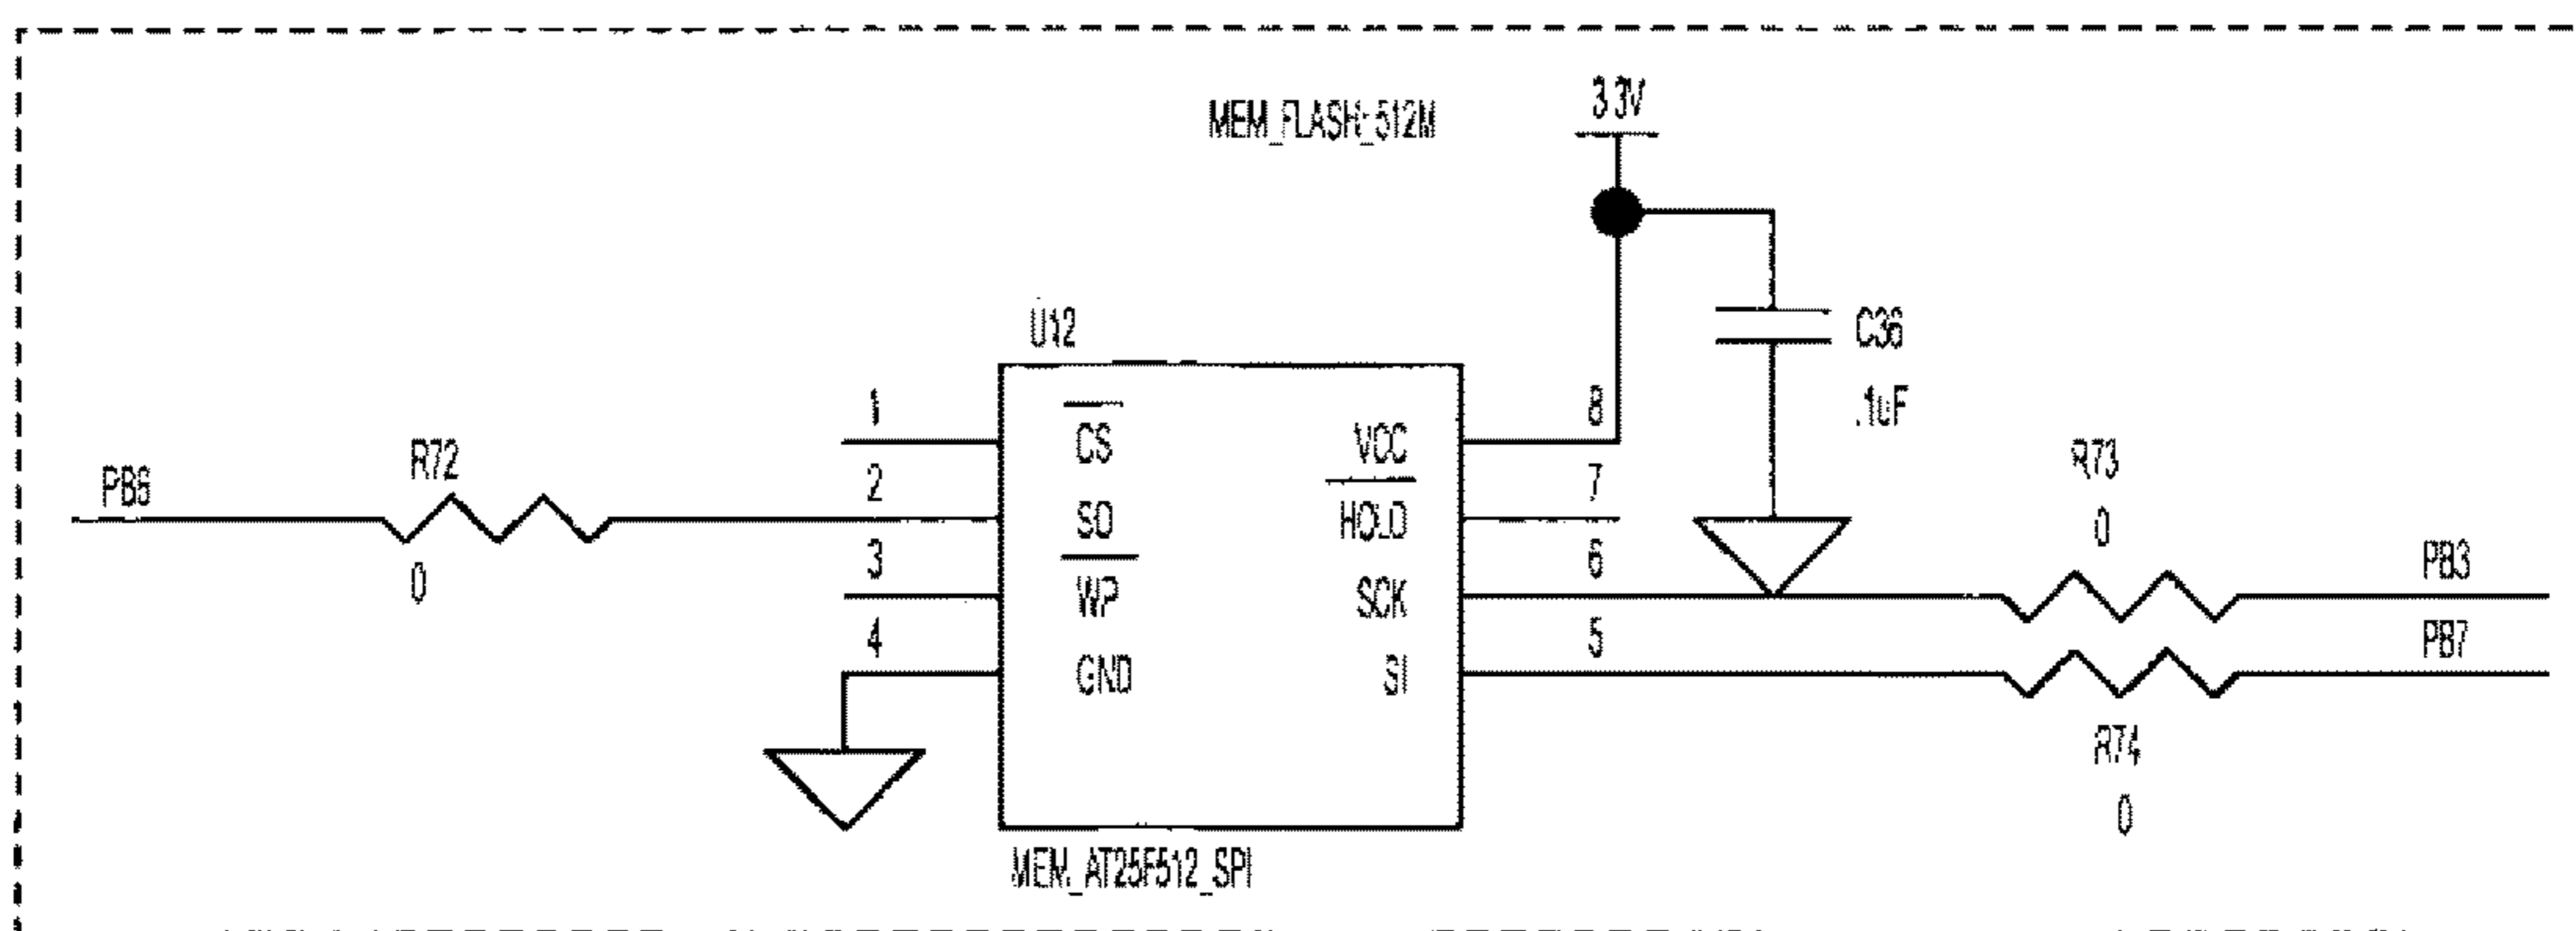 MEM_FLASH_512M
3.3V
U12
C36
.1uF
1
CS
VCC
8
PB6
R72
0
2
SO
HOLD
7
3
WP
SCK
6
R73
0
PB3
4
GND
SI
5
PB7
R74
0
MEM_AT25F512_SPI